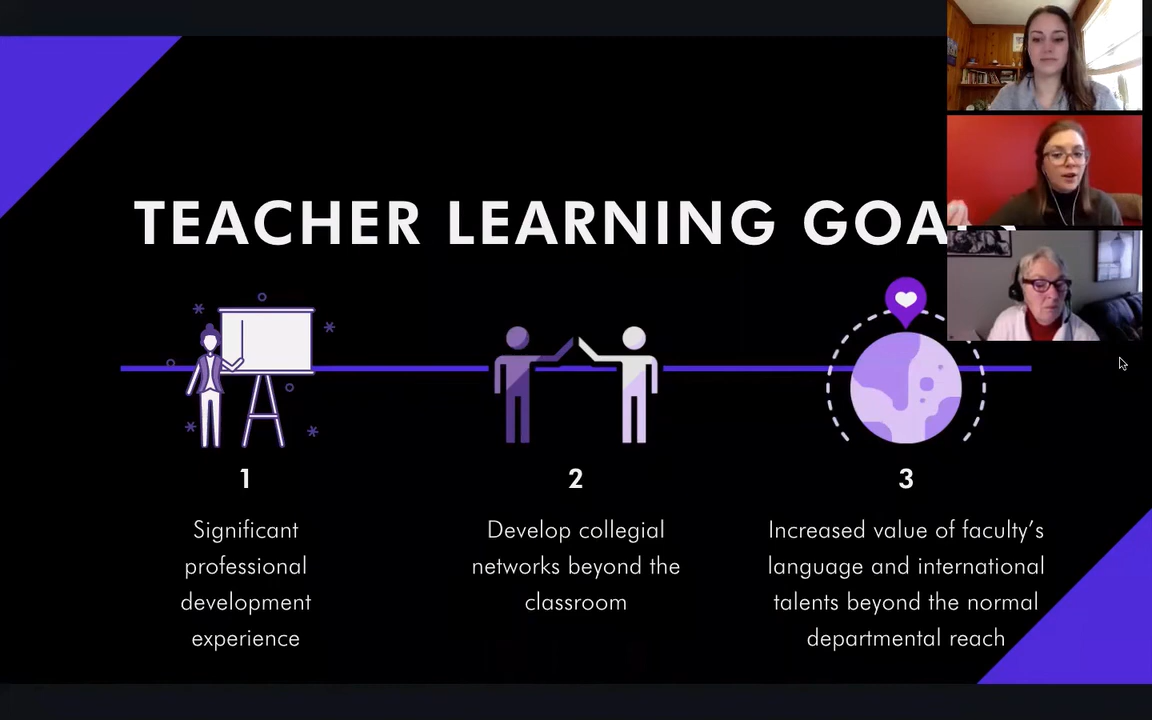 TEACHER LEARNING
1
2
3
Significant
professional
development
experience
Develop collegial
networks beyond the
classroom
Increased value of faculty's
language and international
talents beyond the normal
departmental reach